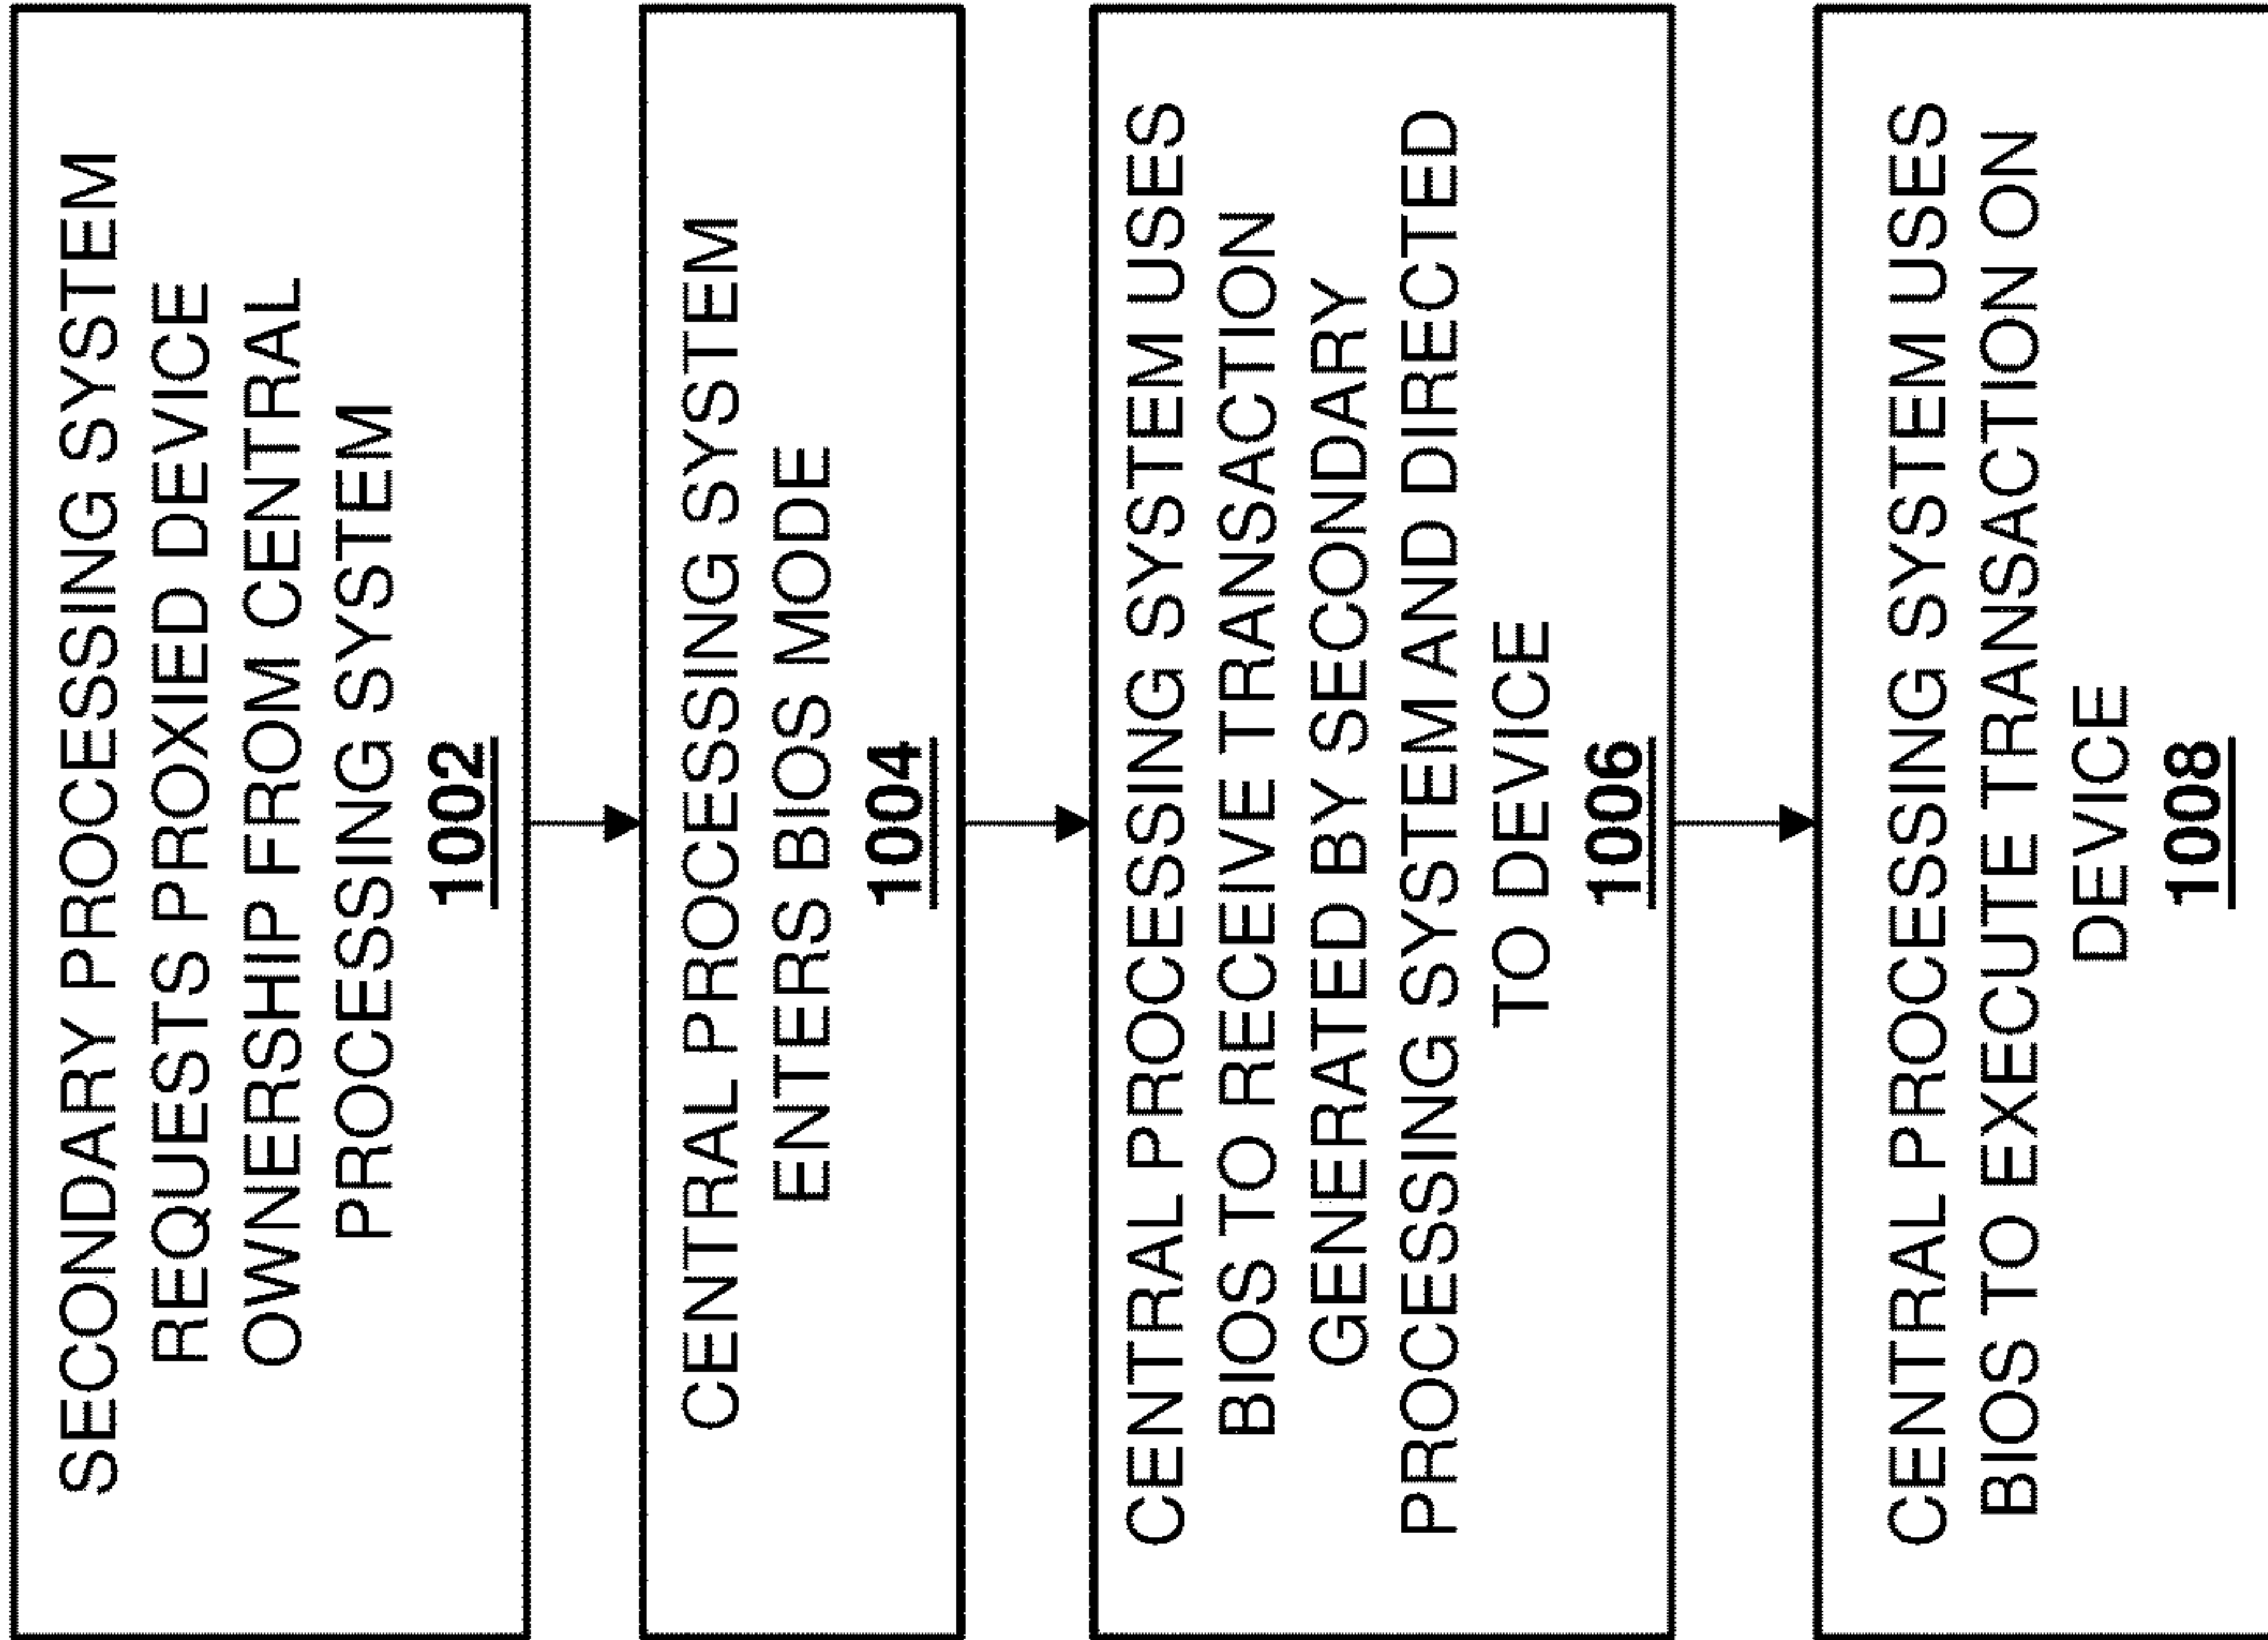 SECONDARY PROCESSING SYSTEM
REQUESTS PROXIED DEVICE
OWNERSHIP FROM CENTRAL
PROCESSING SYSTEM
1002
CENTRAL PROCESSING SYSTEM
ENTERS BIOS MODE
1004
CENTRAL PROCESSING SYSTEM USES
BIOS TO RECEIVE TRANSACTION
GENERATED BY SECONDARY
PROCESSING SYSTEM AND DIRECTED
TO DEVICE
1006
CENTRAL PROCESSING SYSTEM USES
BIOS TO EXECUTE TRANSACTION ON
DEVICE
1008